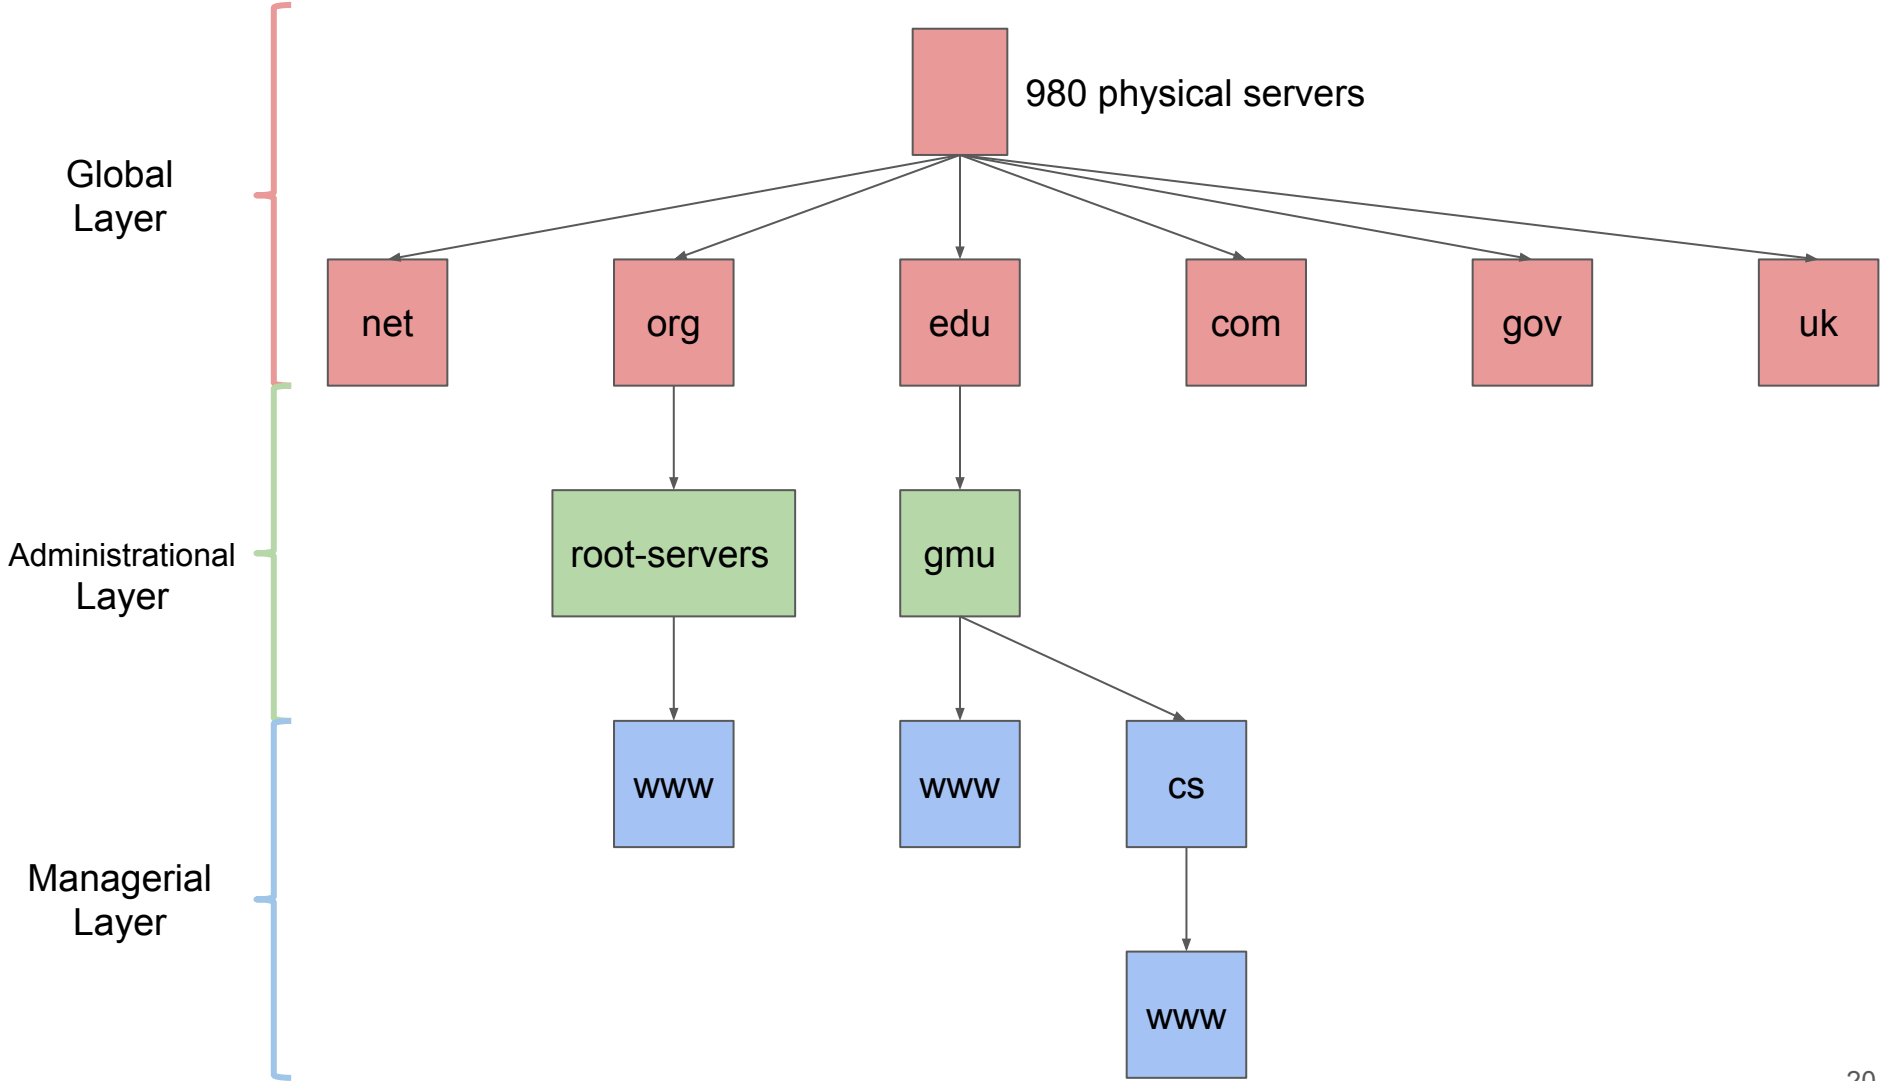 980 physical servers
Global
Layer
net
org
edu
com
gov
uk
Administrational
Layer
root-servers
gmu
www
www
cs
Managerial
Layer
www
20